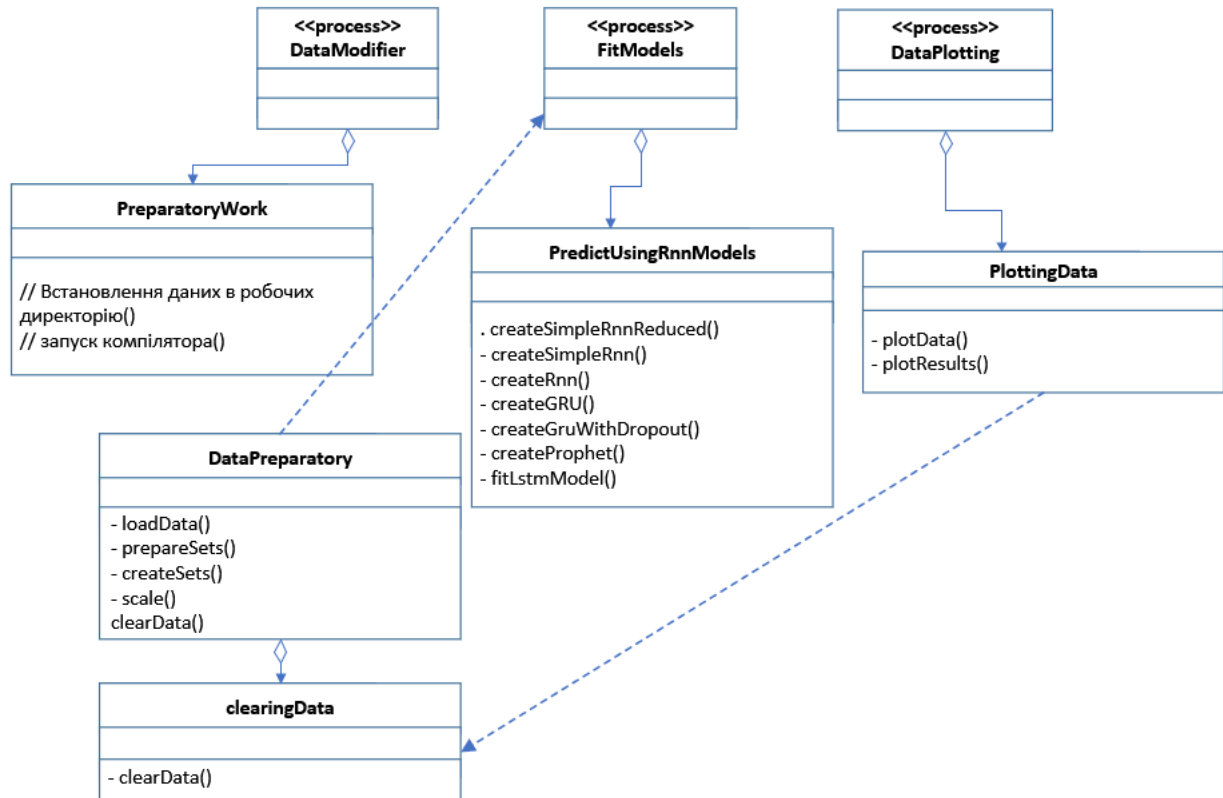 <<process>>
DataModifier
<<process>>
FitModels
<<process>>
DataPlotting
PreparatoryWork
// Встановлення даних в робочих
директорію()
// запуск компілятора()
PredictUsingRnnModels
. createSimpleRnnReduced()
- createSimpleRnn()
- createRnn()
- createGRU()
- createGruWithDropout()
- createProphet()
- fitLstmModel()
PlottingData
- plotData()
- plotResults()
DataPreparatory
- loadData()
- prepareSets()
- createSets()
- scale()
clearData()
clearingData
- clearData()